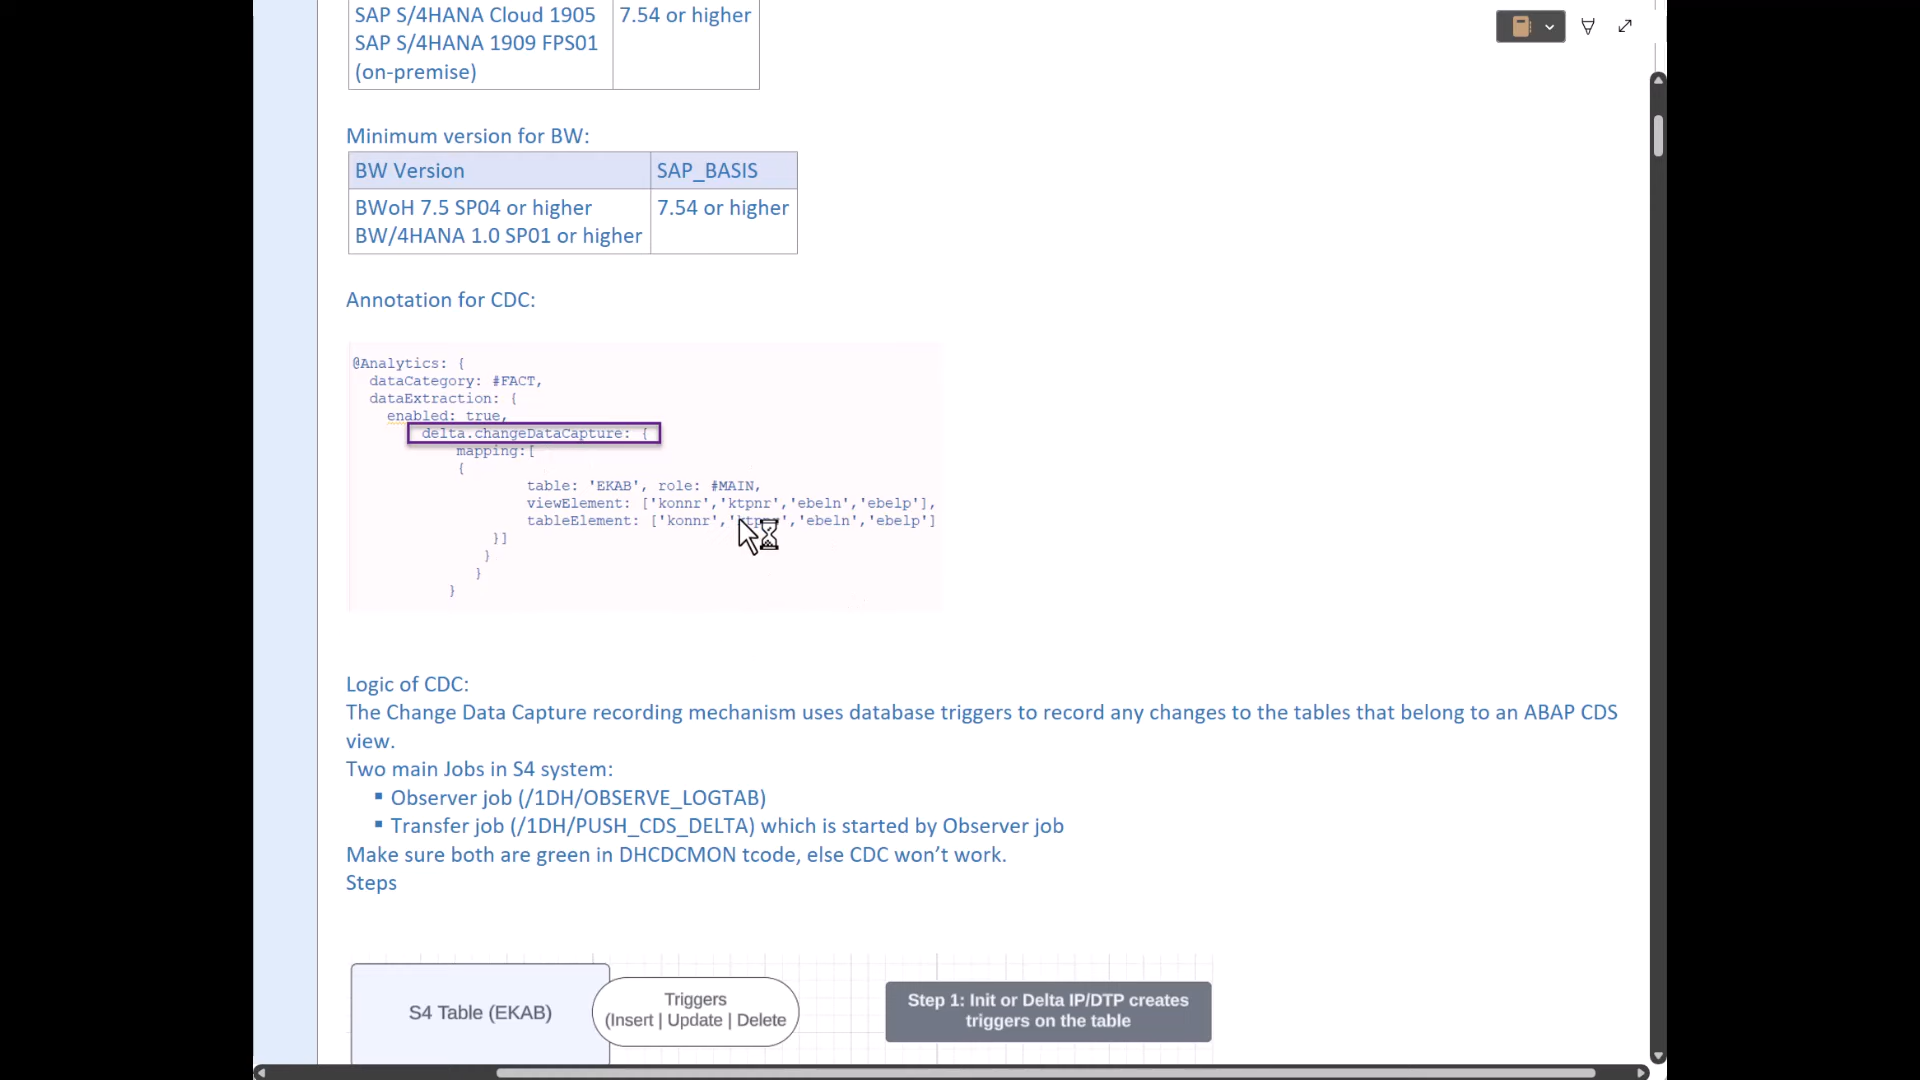 SAP S/4HANA Cloud 1905 7.54 or higher
SAP S/4HANA 1909 FPS01
(on-premise)
Minimum version for BW:
BW Version SAP_BASIS
BWoH 7.5 SP04 or higher 7.54 or higher
BW/4HANA 1.0 SP01 or higher
Annotation for CDC:
@Analytics: {
dataCategory: #FACT,
dataExtraction: {
enabled: true,
delta.changeDataCapture: {
mapping:[
{
table: 'EKAB', role: #MAIN,
viewElement: ['konnr','ktpnr','ebeln','ebelp'],
tableElement: ['konnr','ktpnr','ebeln','ebelp']
}]
}
}
}
Logic of CDC:
The Change Data Capture recording mechanism uses database triggers to record any changes to the tables that belong to an ABAP CDS
view.
Two main Jobs in S4 system:
▪ Observer job (/1DH/OBSERVE_LOGTAB)
▪ Transfer job (/1DH/PUSH_CDS_DELTA) which is started by Observer job
Make sure both are green in DHCDCMON tcode, else CDC won't work.
Steps
S4 Table (EKAB)
Triggers
(Insert | Update | Delete
Step 1: Init or Delta IP/DTP creates
triggers on the table